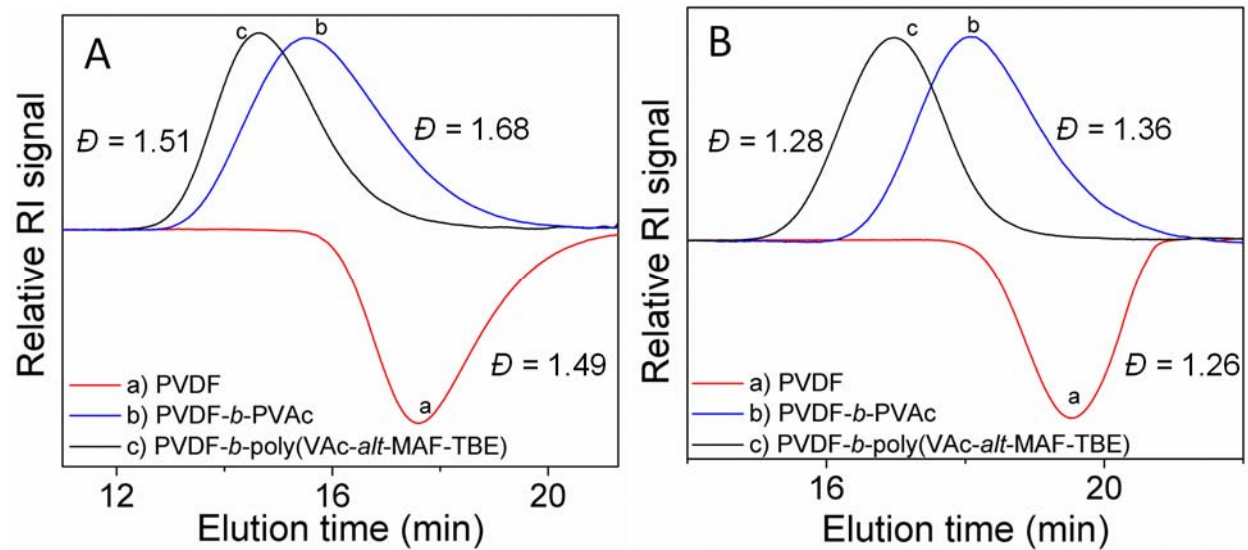 A
c
b
Đ = 1.51
Đ = 1.68
Relative RI signal
Đ = 1.49
a
a) PVDF
b) PVDF-b-PVAc
c) PVDF-b-poly(VAc-alt-MAF-TBE)
12
16
20
Elution time (min)
B
c
b
Đ = 1.28
Đ = 1.36
Relative RI signal
Đ = 1.26
a
a) PVDF
b) PVDF-b-PVAc
c) PVDF-b-poly(VAc-alt-MAF-TBE)
16
20
Elution time (min)